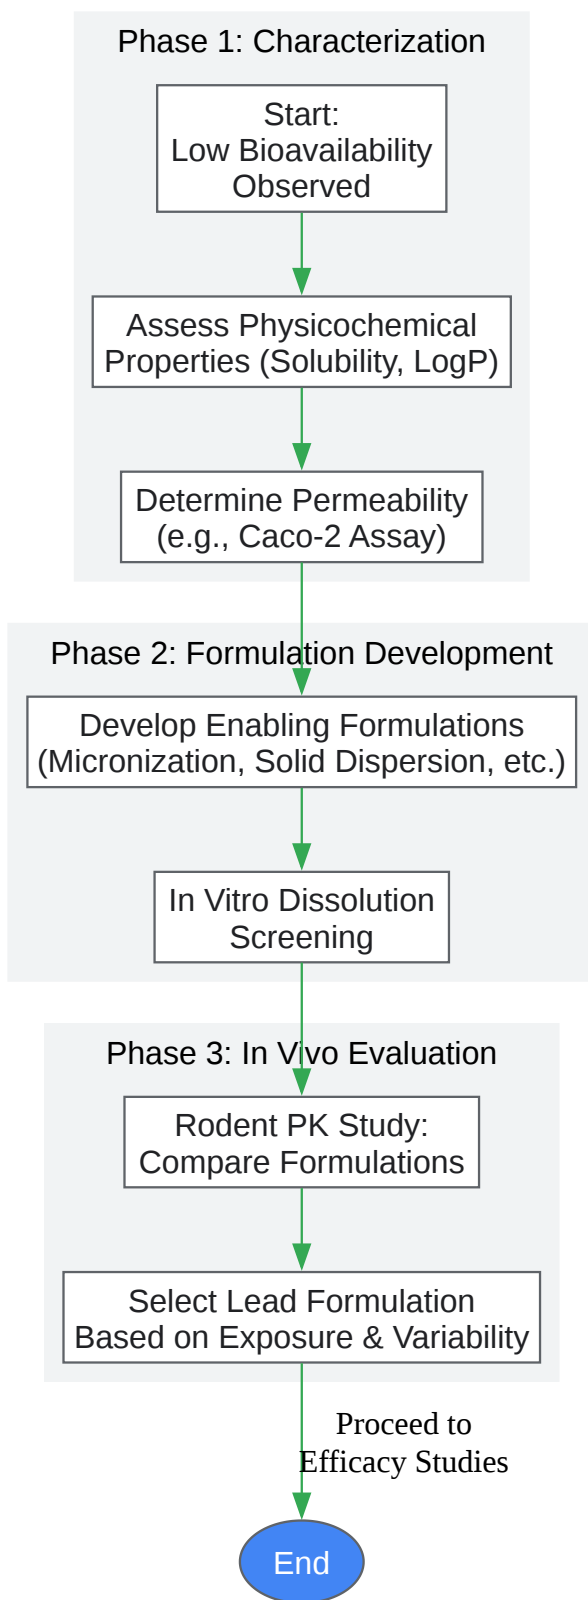 Phase 1: Characterization
Start:
Low Bioavailability
Observed
Assess Physicochemical
Properties (Solubility, LogP)
Determine Permeability
(e.g., Caco-2 Assay)
Phase 2: Formulation Development
Develop Enabling Formulations
(Micronization, Solid Dispersion, etc.)
In Vitro Dissolution
Screening
Phase 3: In Vivo Evaluation
Rodent PK Study:
Compare Formulations
Select Lead Formulation
Based on Exposure & Variability
Proceed to
Efficacy Studies
End